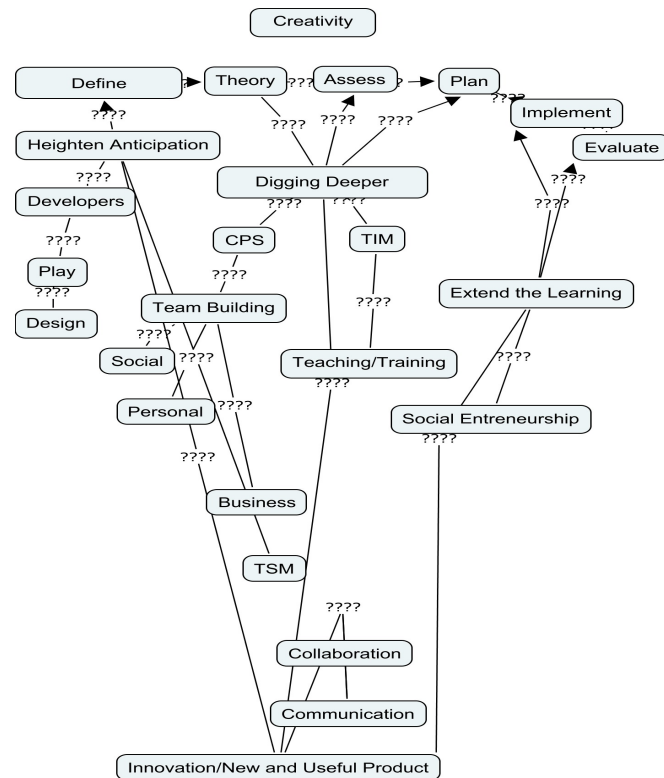 Creativity
Define ? Theory ??? Assess ? Plan
????
????
Implement
????
????
????
????
Heighten Anticipation
Evaluate
????
Digging Deeper
????
Developers
????
????
????
????
CPS
TIM
Play
????
????
Team Building
????
Extend the Learning
Design
????
Social
????
Teaching/Training
????
????
Personal
????
Social Entreneurship
????
????
Business
TSM
????
Collaboration
Communication
Innovation/New and Useful Product